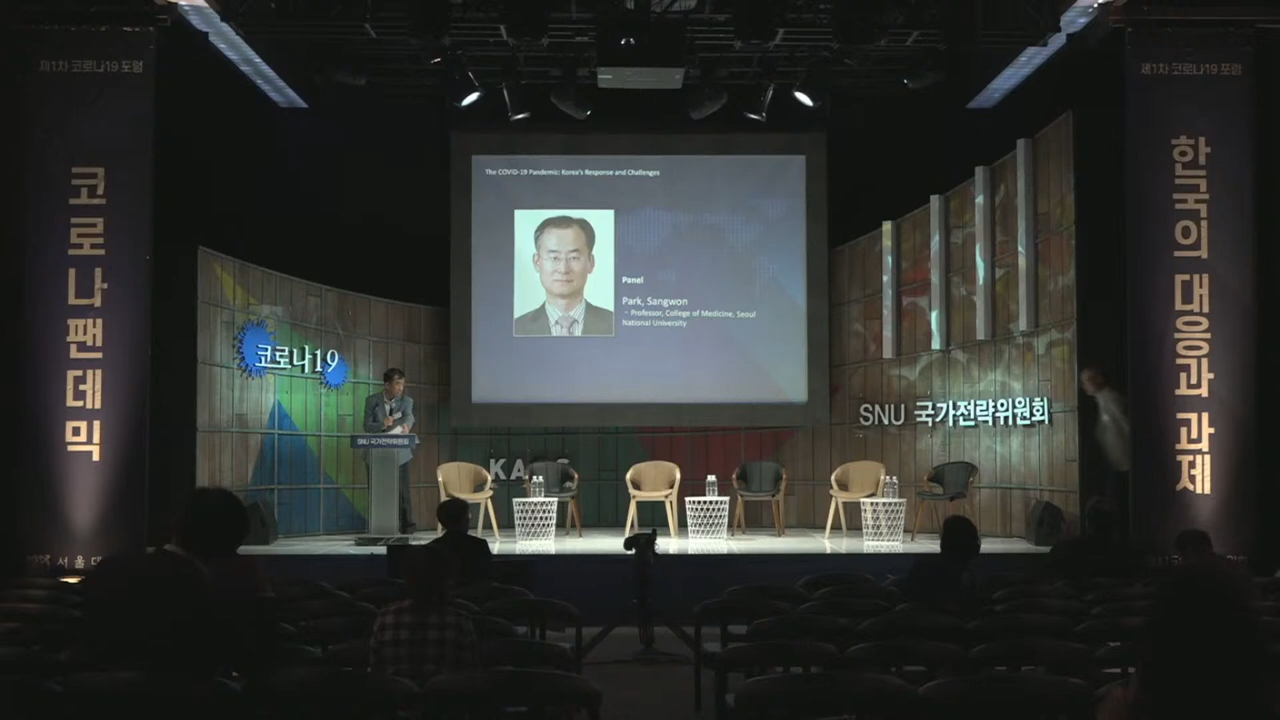 제1차 코로나19 포럼
코로나 팬데믹
서울대
The COVID-19 Pandemic: Korea's Response and Challenges
Panel
Park, Sangwon
- Professor, College of Medicine, Seoul
National University
코로나19
SNU 국가전략위원회
SNU 국가전략위원회
제1차 코로나19 포럼
한국의 대응과 과제